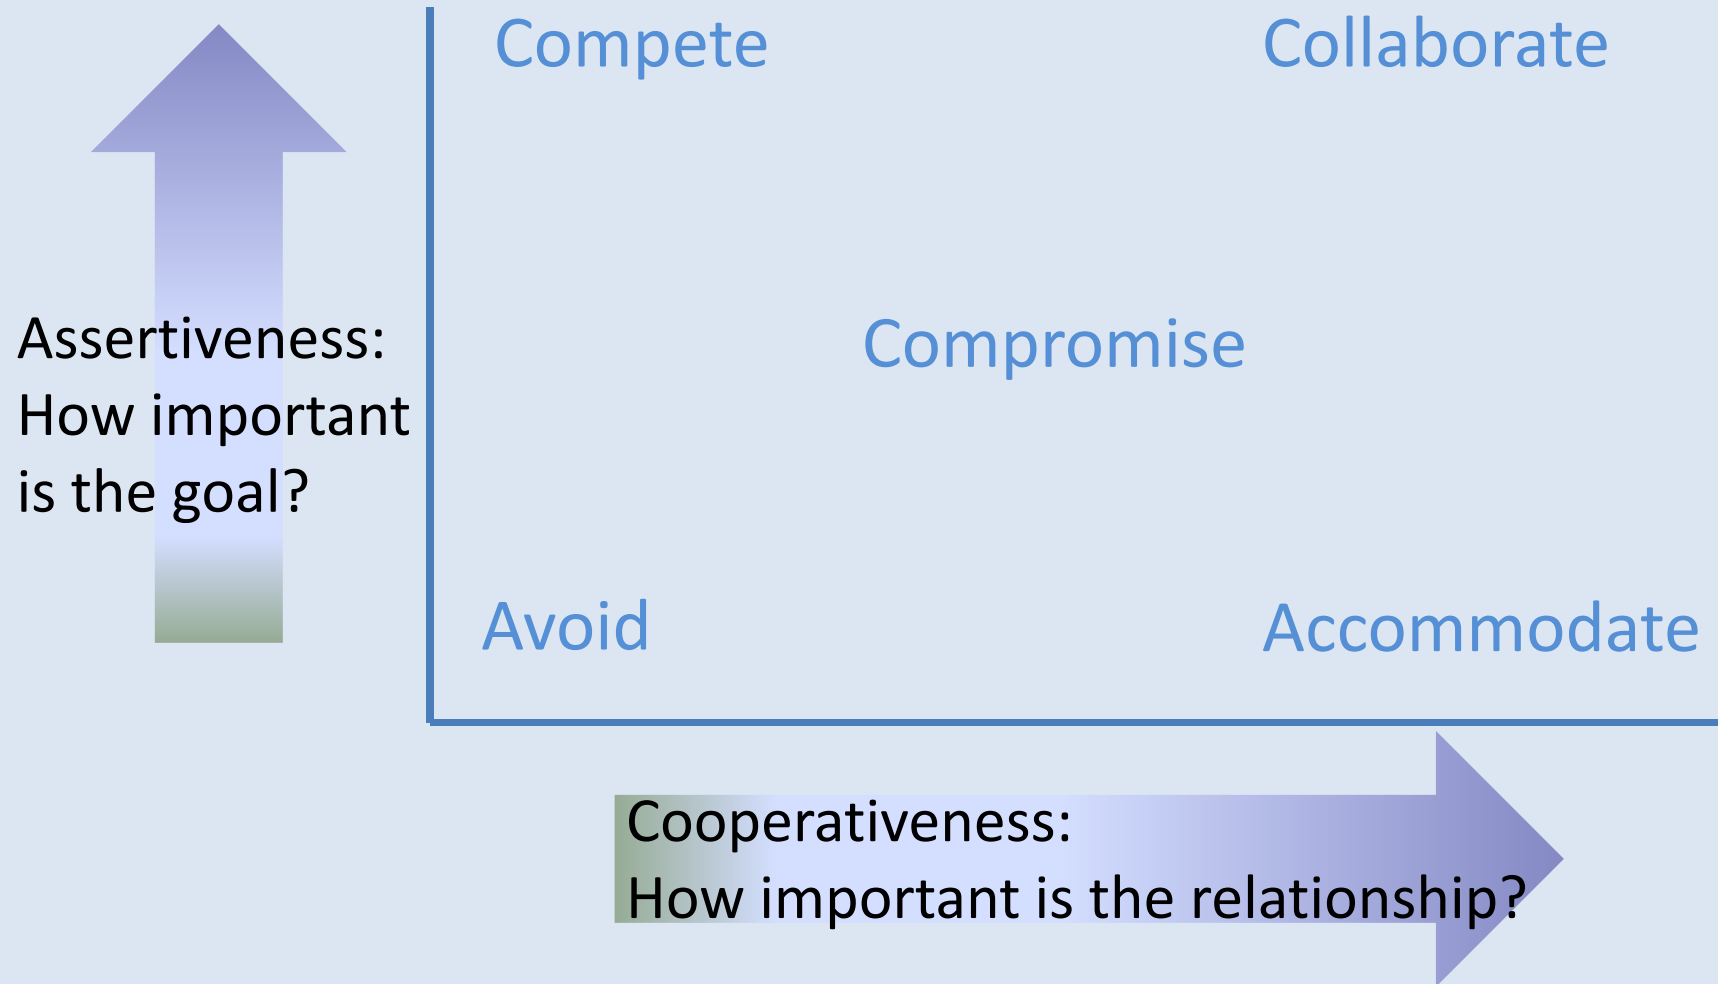 Compete
Collaborate
Assertiveness:
How important
is the goal?
Compromise
Avoid
Accommodate
Cooperativeness:
How important is the relationship?